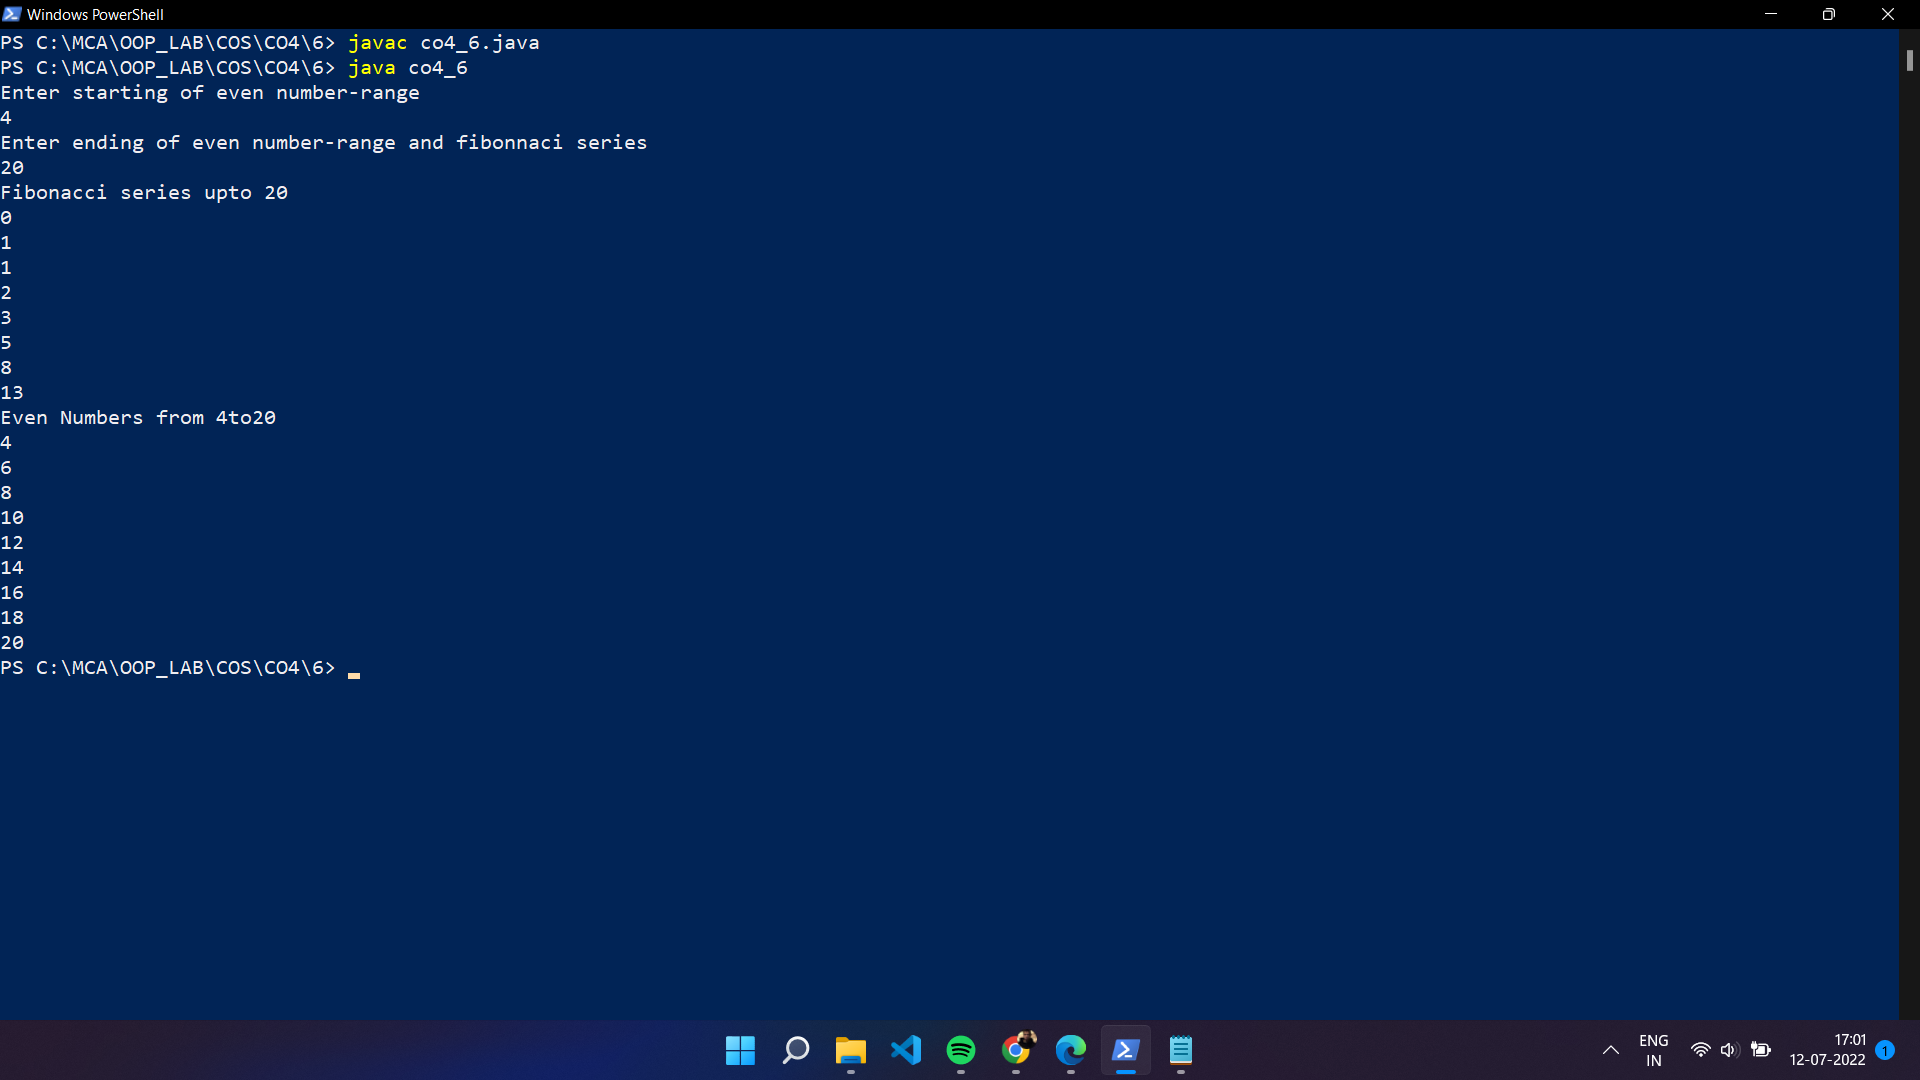 Windows PowerShell
PS C:\MCA\OOP_LAB\COS\CO4\6> javac co4_6.java
PS C:\MCA\OOP_LAB\COS\CO4\6> java co4_6
Enter starting of even number-range
4
Enter ending of even number-range and fibonnaci series
20
Fibonacci series upto 20
0
1
1
2
3
5
8
13
Even Numbers from 4to20
4
6
8
10
12
14
16
18
20
PS C:\MCA\OOP_LAB\COS\CO4\6>
ENG
IN
17:01
12-07-2022
1